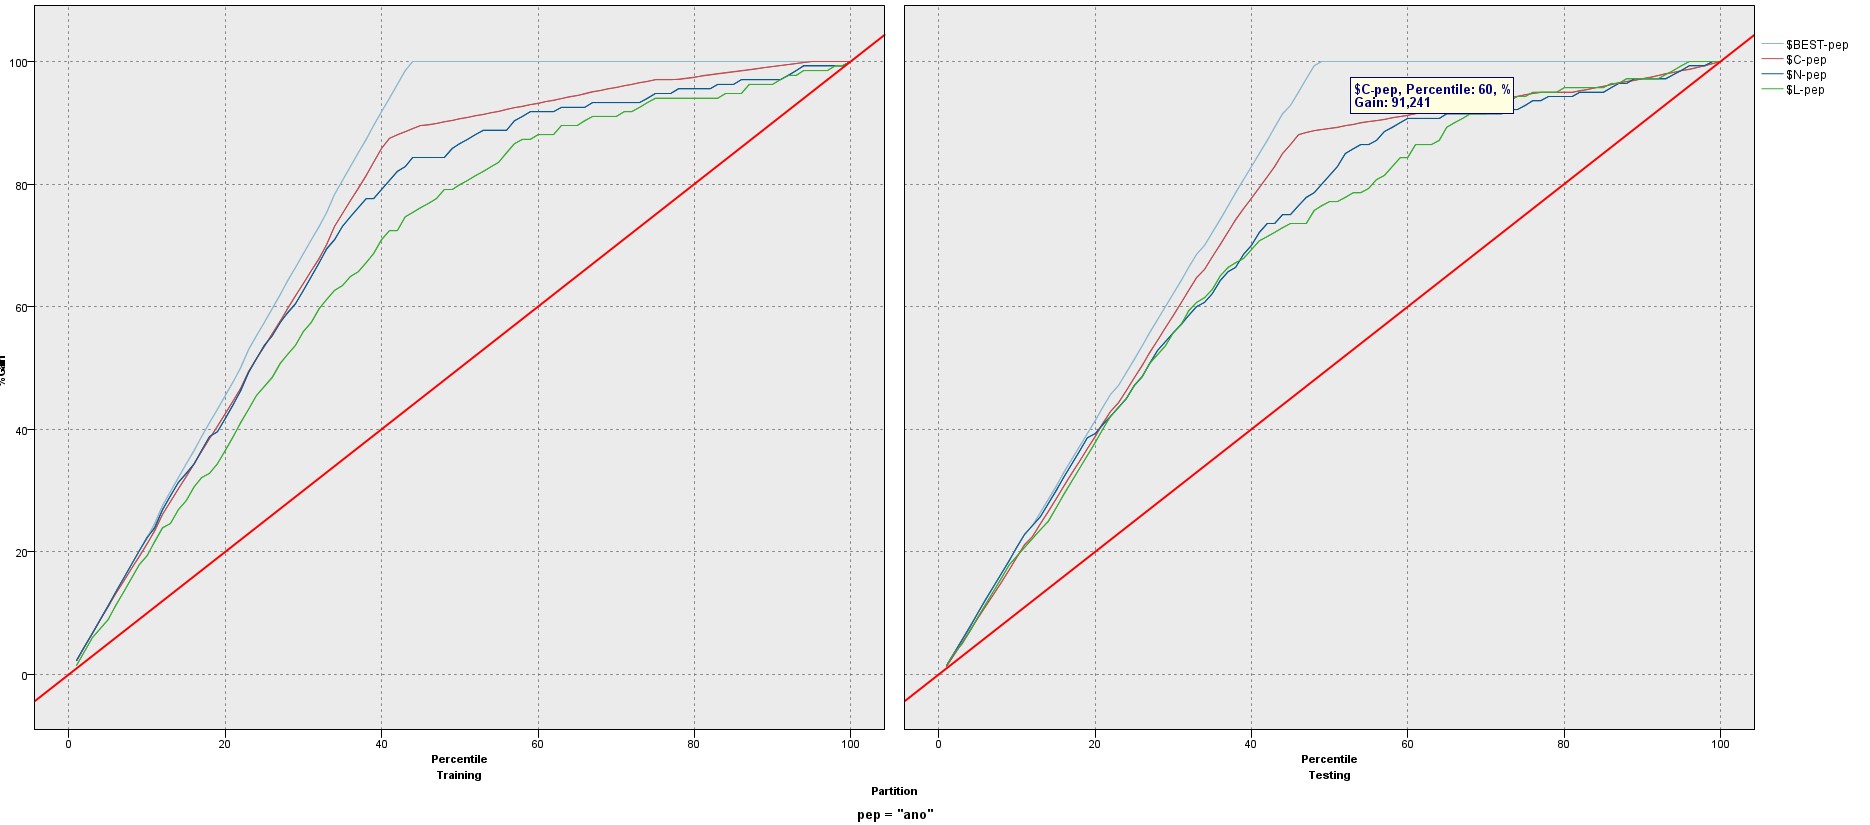 $BEST-pep
$C-pep
$N-pep
$L-pep
$C-pep, Percentile: 60, %
Gain: 91,241
100
80
60
40
20
0
0 20 40 60 80 100
0 20 40 60 80 100
Percentile
Training
Percentile
Testing
Partition
pep = "ano"